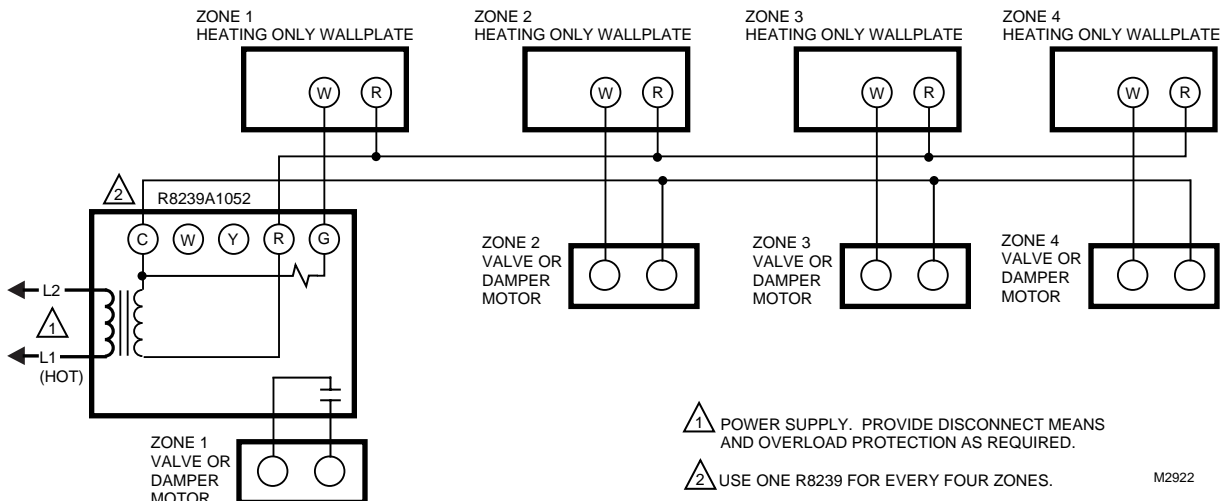 ZONE 1
HEATING ONLY WALLPLATE
ZONE 2
HEATING ONLY WALLPLATE
ZONE 3
HEATING ONLY WALLPLATE
ZONE 4
HEATING ONLY WALLPLATE
W R
W R
W R
W R
2
R8239A1052
C W Y R G
L2
1
L1
(HOT)
ZONE 2
VALVE OR
DAMPER
MOTOR
ZONE 3
VALVE OR
DAMPER
MOTOR
ZONE 4
VALVE OR
DAMPER
MOTOR
ZONE 1
VALVE OR
DAMPER
MOTOR
1 POWER SUPPLY. PROVIDE DISCONNECT MEANS
AND OVERLOAD PROTECTION AS REQUIRED.
2 USE ONE R8239 FOR EVERY FOUR ZONES.
M2922